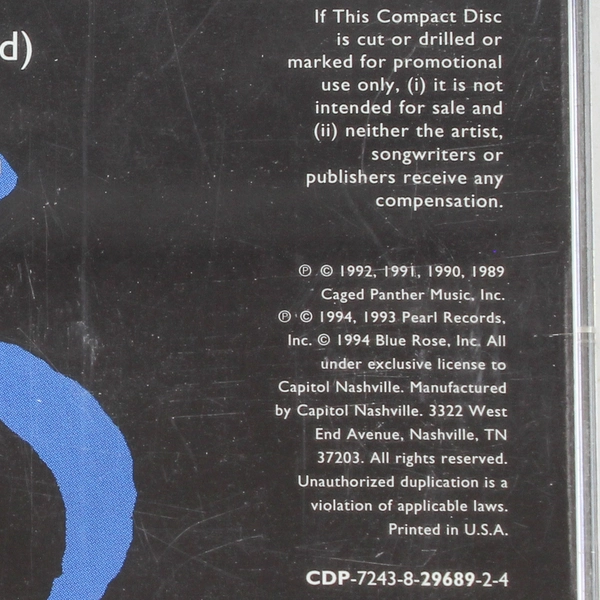 d)
If This Compact Disc
is cut or drilled or
marked for promotional
use only, (i) it is not
intended for sale and
(ii) neither the artist,
songwriters or
publishers receive any
compensation.
℗ © 1992, 1991, 1990, 1989
Caged Panther Music, Inc.
℗ © 1994, 1993 Pearl Records,
Inc. © 1994 Blue Rose, Inc. All
under exclusive license to
Capitol Nashville. Manufactured
by Capitol Nashville. 3322 West
End Avenue, Nashville, TN
37203. All rights reserved.
Unauthorized duplication is a
violation of applicable laws.
Printed in U.S.A.
CDP-7243-8-29689-2-4